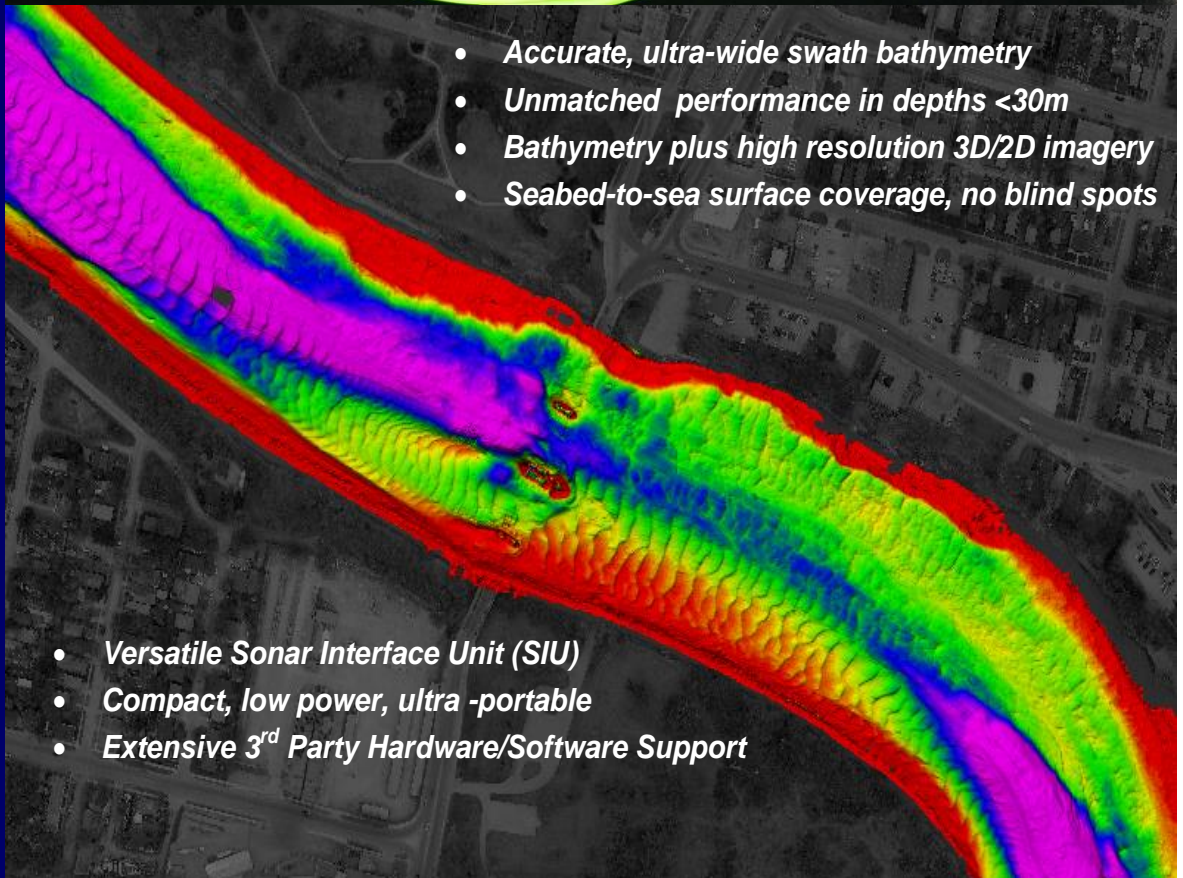 • Accurate, ultra-wide swath bathymetry
• Unmatched performance in depths <30m
• Bathymetry plus high resolution 3D/2D imagery
• Seabed-to-sea surface coverage, no blind spots
• Versatile Sonar Interface Unit (SIU)
• Compact, low power, ultra -portable
• Extensive 3rd Party Hardware/Software Support